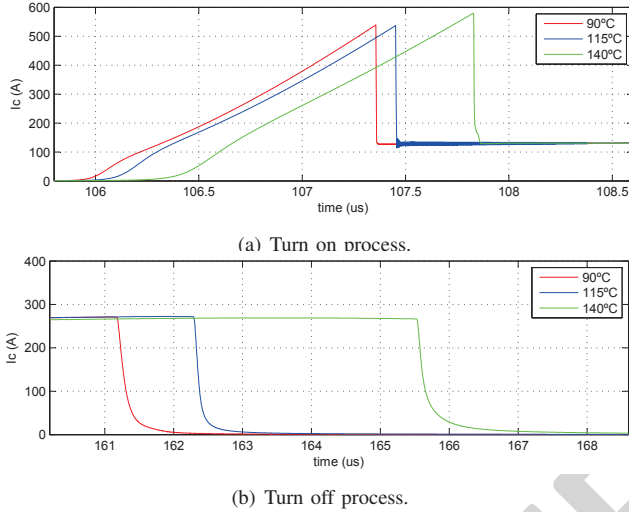 600
500
400
300
200
100
0
Ic (A)
90ºC
115ºC
140ºC
106 106.5 107 107.5 108 108.5
time (us)
(a) Turn on process.
400
300
200
100
0
Ic (A)
90ºC
115ºC
140ºC
161 162 163 164 165 166 167 168
time (us)
(b) Turn off process.